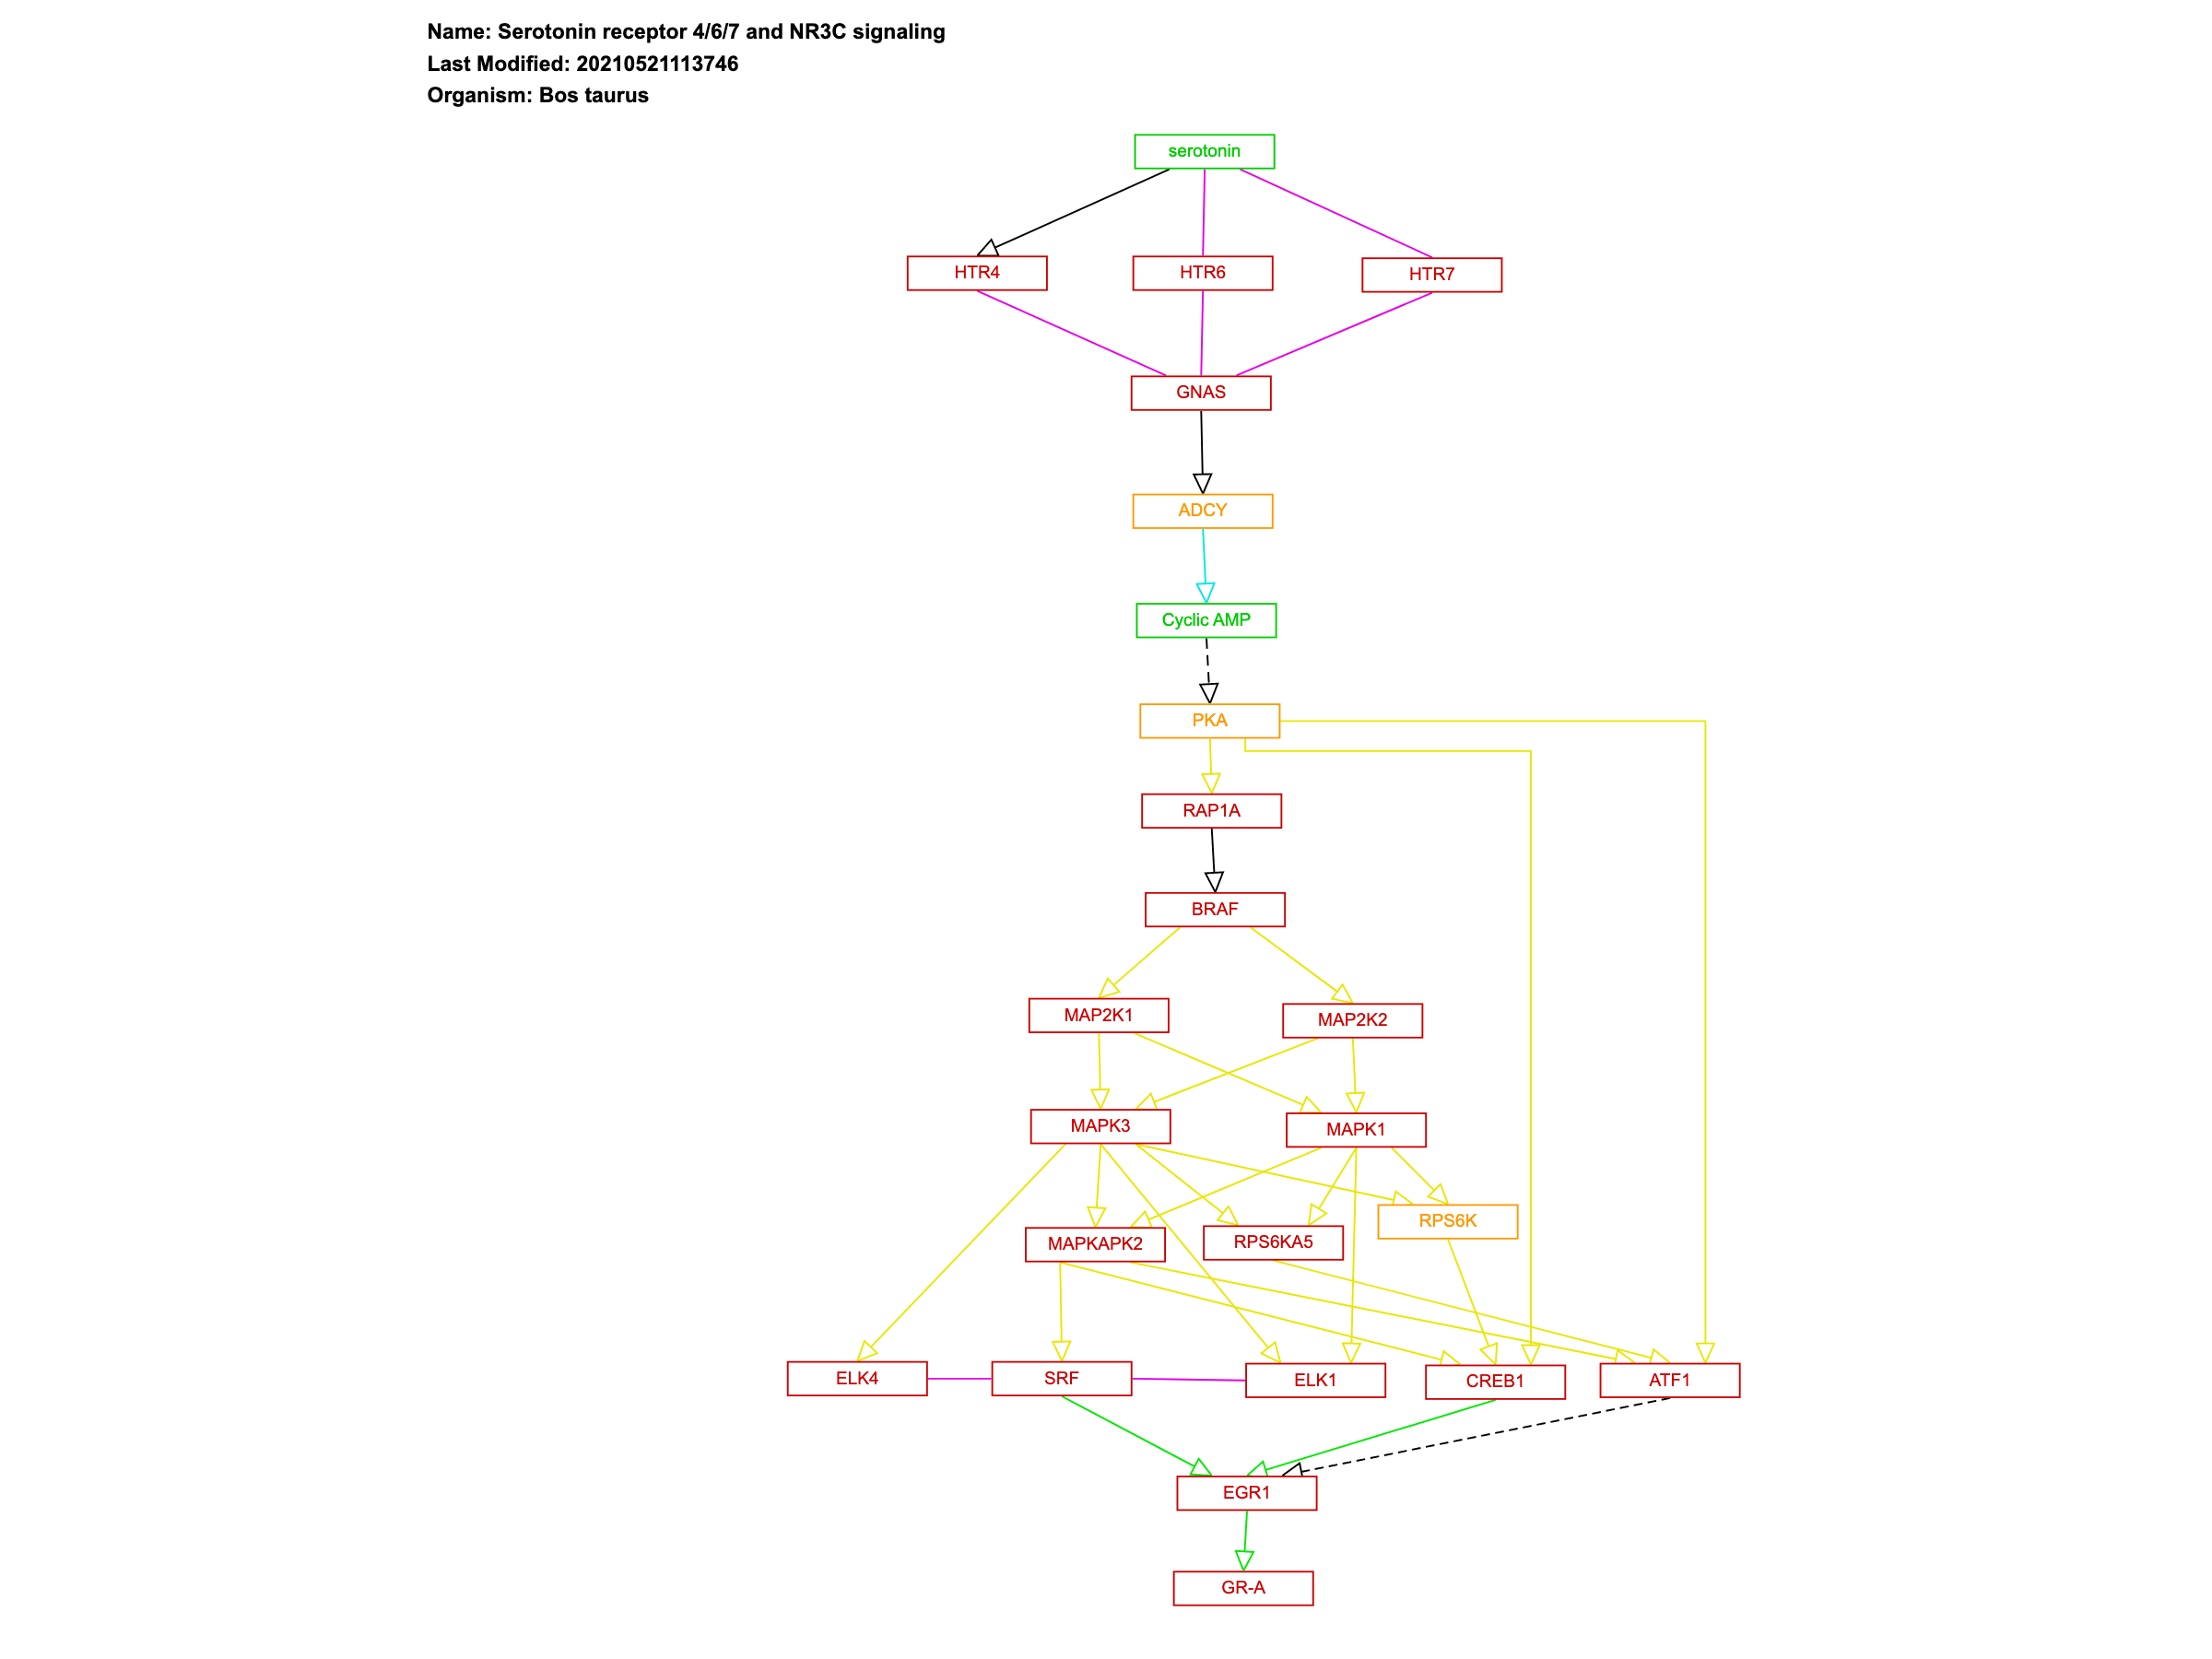 Name: Serotonin receptor 4/6/7 and NR3C signaling
Last Modified: 20210521113746
Organism: Bos taurus
serotonin
HTR4
HTR6
HTR7
GNAS
ADCY
Cyclic AMP
PKA
RAP1A
BRAF
MAP2K1
MAP2K2
MAPK3
MAPK1
RPS6K
MAPKAPK2
RPS6KA5
ELK4
SRF
ELK1
CREB1
ATF1
EGR1
GR-A